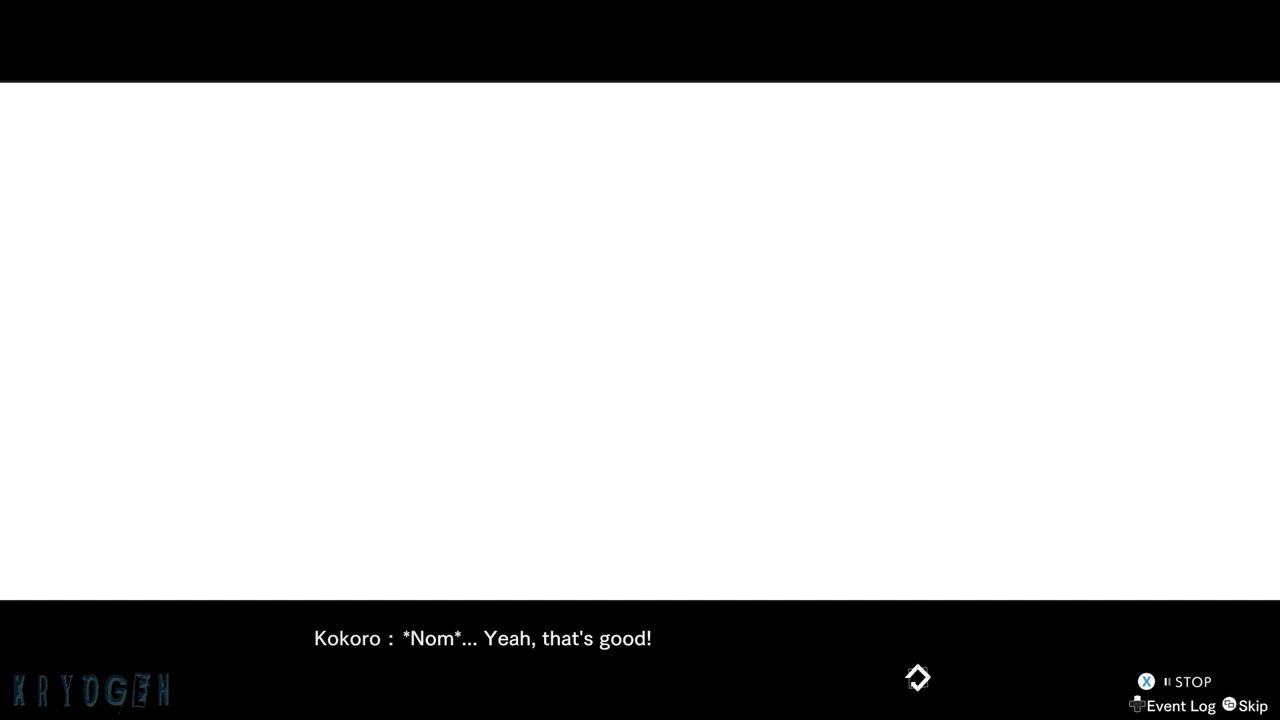 Kokoro : *Nom*... Yeah, that's good!
KRYOGEN
X STOP
Event Log Skip